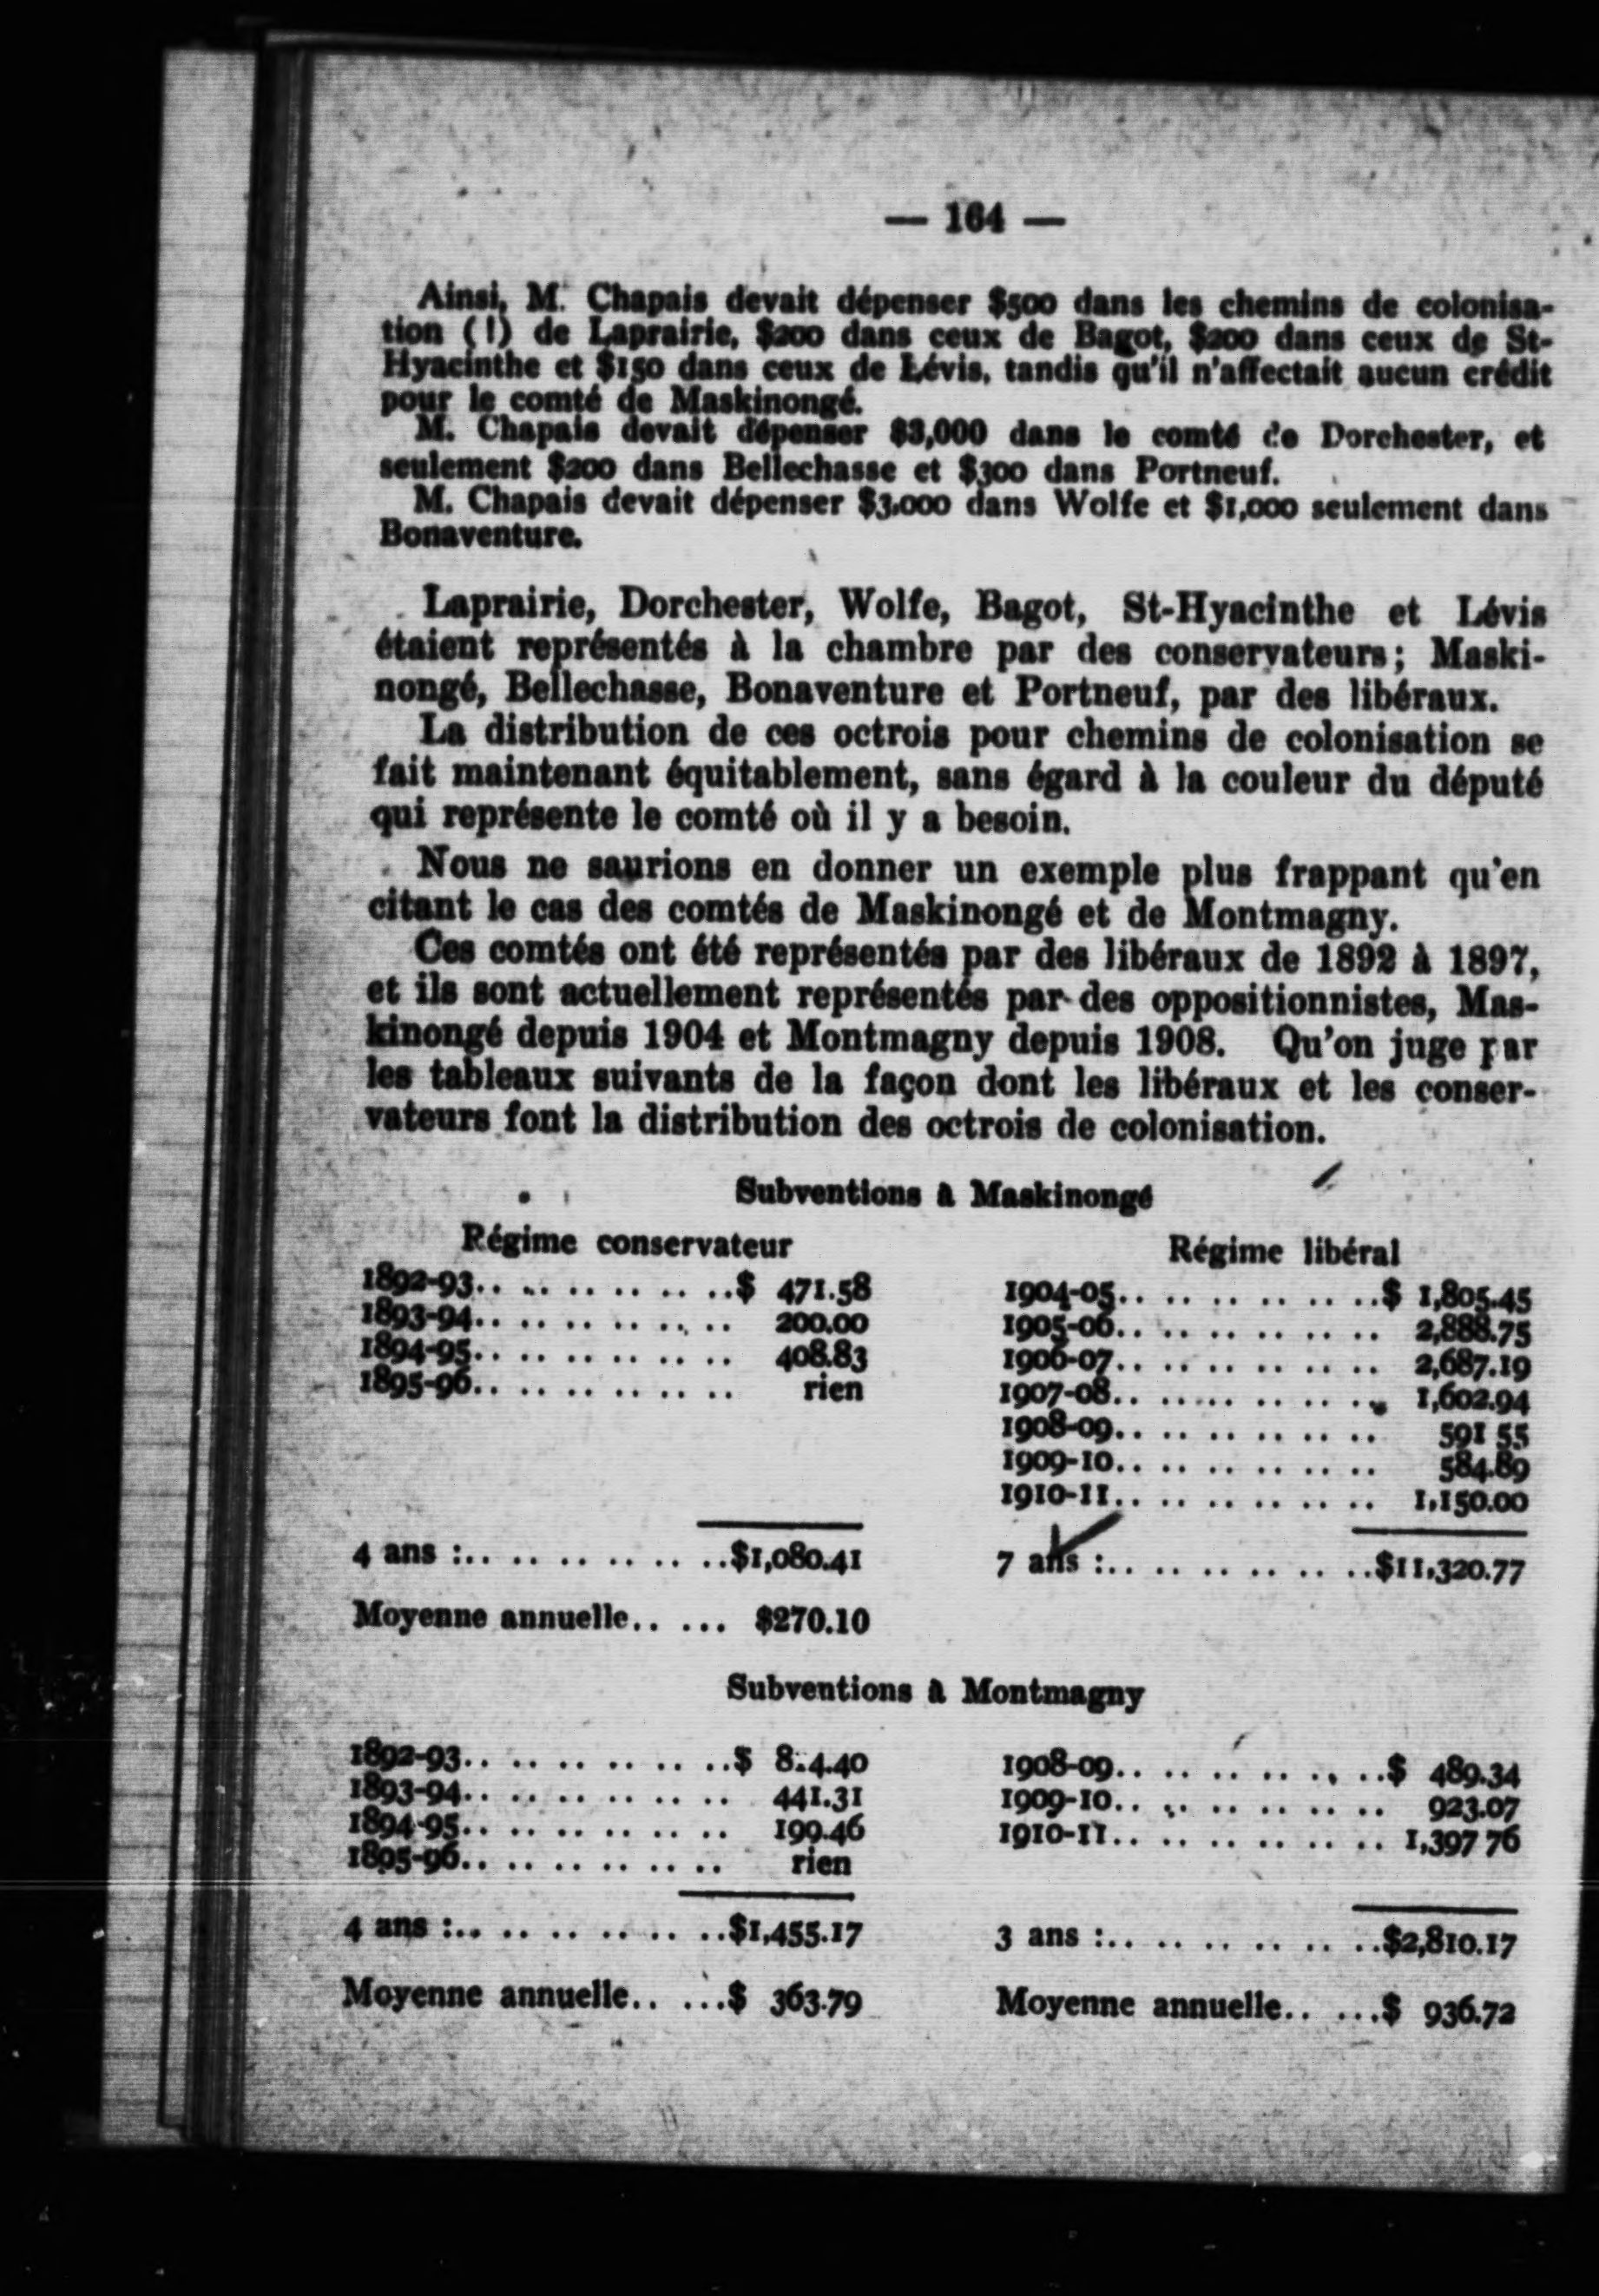 — 164 —
Ainsi, M. Chapais devait dépenser $500 dans les chemins de colonisa-
tion (!) de Laprairie, $200 dans ceux de Bagot, $200 dans ceux de St-
Hyacinthe et $150 dans ceux de Lévis, tandis qu'il n'affectait aucun crédit
pour le comté de Maskinongé.
M. Chapais devait dépenser $3,000 dans le comté de Dorchester, et
seulement $200 dans Bellechasse et $300 dans Portneuf.
M. Chapais devait dépenser $3,000 dans Wolfe et $1,000 seulement dans
Bonaventure.
Laprairie, Dorchester, Wolfe, Bagot, St-Hyacinthe et Lévis
étaient représentés à la chambre par des conservateurs; Maski-
nongé, Bellechasse, Bonaventure et Portneuf, par des libéraux.
La distribution de ces octrois pour chemins de colonisation se
fait maintenant équitablement, sans égard à la couleur du député
qui représente le comté où il y a besoin.
Nous ne saurions en donner un exemple plus frappant qu'en
citant le cas des comtés de Maskinongé et de Montmagny.
Ces comtés ont été représentés par des libéraux de 1892 à 1897,
et ils sont actuellement représentés par des oppositionnistes, Mas-
kinongé depuis 1904 et Montmagny depuis 1908. Qu'on juge par
les tableaux suivants de la façon dont les libéraux et les conser-
vateurs font la distribution des octrois de colonisation.
Subventions à Maskinongé
Régime conservateur
1892-93.. .. .. .. .. ..$ 471.58
1893-94.. .. .. .. .. .. 200.00
1894-95.. .. .. .. .. .. 408.83
1895-96.. .. .. .. .. .. rien
4 ans :.. .. .. .. .. ..$1,080.41
Moyenne annuelle.. ... $270.10
Régime libéral
1904-05.. .. .. .. .. ..$ 1,805.45
1905-06.. .. .. .. .. .. 2,888.75
1906-07.. .. .. .. .. .. 2,687.19
1907-08.. .. .. .. .. .. 1,602.94
1908-09.. .. .. .. .. .. 591 55
1909-10.. .. .. .. .. .. 584.89
1910-11.. .. .. .. .. .. 1,150.00
7 ans :.. .. .. .. .. ..$11,320.77
Subventions à Montmagny
1892-93.. .. .. .. .. ..$
1893-94.. .. .. .. .. .. 441.31
1894-95.. .. .. .. .. .. 199.46
1895-96.. .. .. .. .. .. rien
4 ans :.. .. .. .. .. ..$1,455.17
Moyenne annuelle.. ...$ 363.79
1908-09.. .. .. .. .. ..$ 489.34
1909-10.. .. .. .. .. .. 923.07
1910-11.. .. .. .. .. .. 1,397 76
3 ans :.. .. .. .. .. ..$2,810.17
Moyenne annuelle.. ...$ 936.72